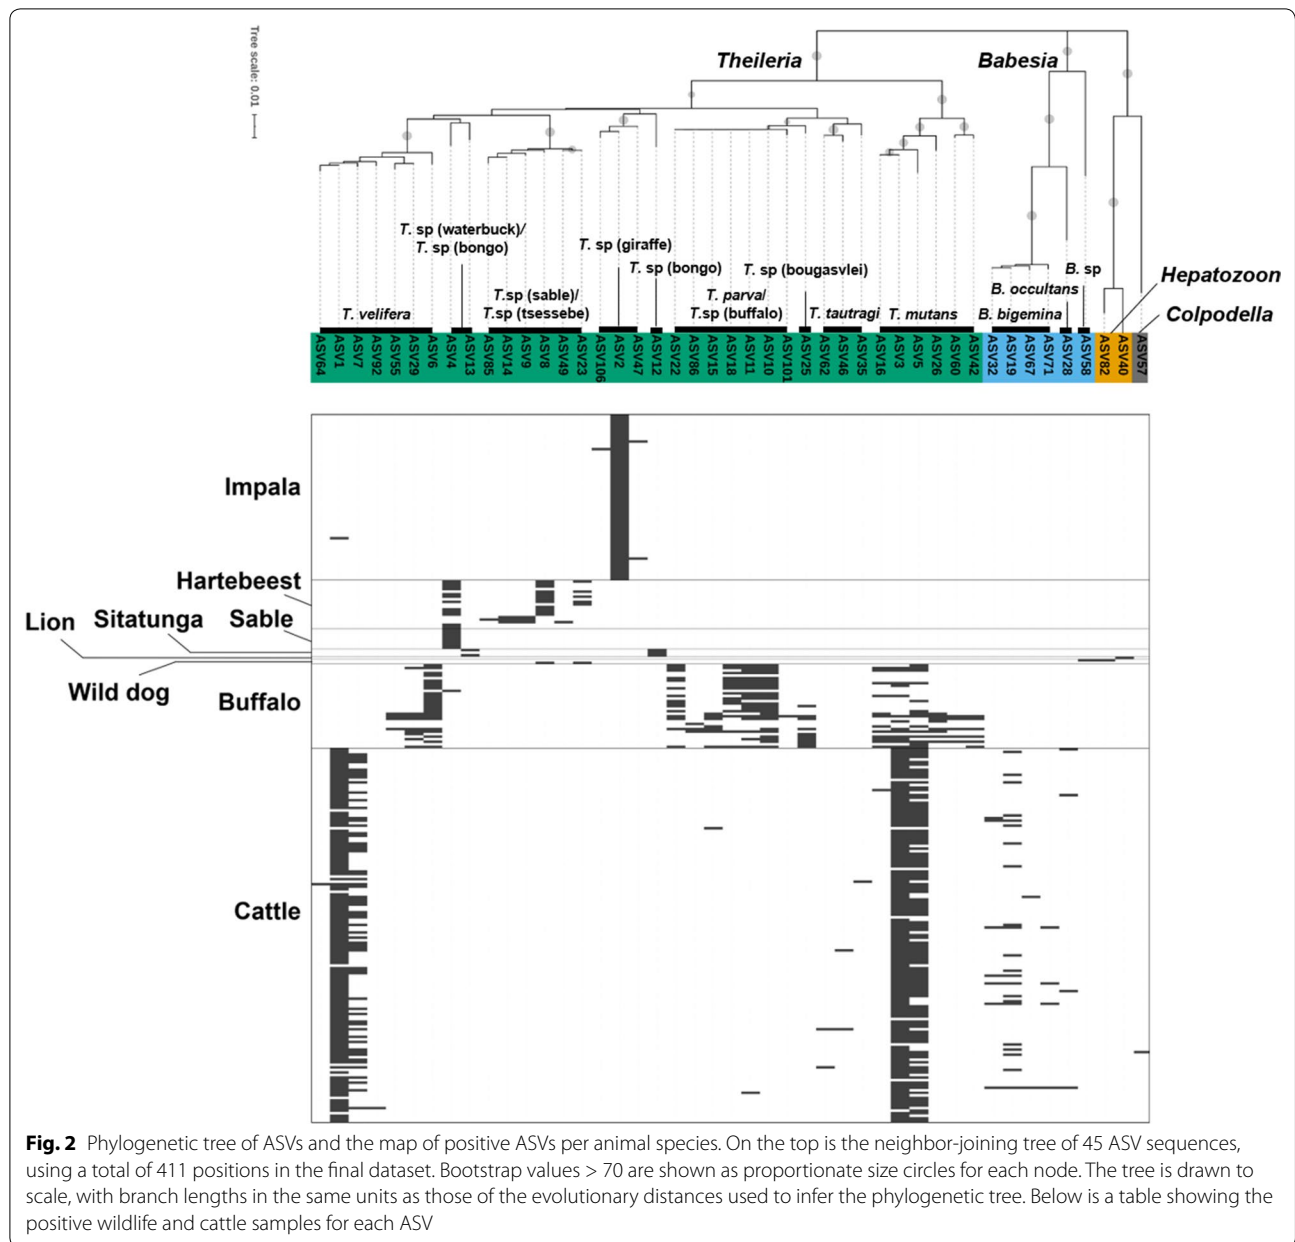 Tree scale: 0.01
Theileria
Babesia
T. sp (waterbuck)/
T. sp (bongo)
T. sp (giraffe)
T. sp (bongo)
T. sp (bougasvlei)
B. sp
Hepatozoon
T.sp (sable)/
T.sp (tsessebe)
T. parva/
T.sp (buffalo)
B. occultans
T. velifera
T. tautragi
T. mutans
B. bigemina
Colpodella
ASV64
ASV1
ASV7
ASV92
ASV55
ASV29
ASV6
ASV4
ASV13
ASV85
ASV14
ASV9
ASV8
ASV49
ASV23
ASV106
ASV2
ASV47
ASV12
ASV22
ASV86
ASV15
ASV18
ASV11
ASV10
ASV101
ASV25
ASV62
ASV46
ASV35
ASV16
ASV3
ASV5
ASV26
ASV60
ASV42
ASV32
ASV19
ASV67
ASV71
ASV28
ASV58
ASV82
ASV40
ASV57
Impala
Hartebeest
Lion
Sitatunga
Sable
Wild dog
Buffalo
Cattle
Fig. 2 Phylogenetic tree of ASVs and the map of positive ASVs per animal species. On the top is the neighbor-joining tree of 45 ASV sequences,
using a total of 411 positions in the final dataset. Bootstrap values > 70 are shown as proportionate size circles for each node. The tree is drawn to
scale, with branch lengths in the same units as those of the evolutionary distances used to infer the phylogenetic tree. Below is a table showing the
positive wildlife and cattle samples for each ASV